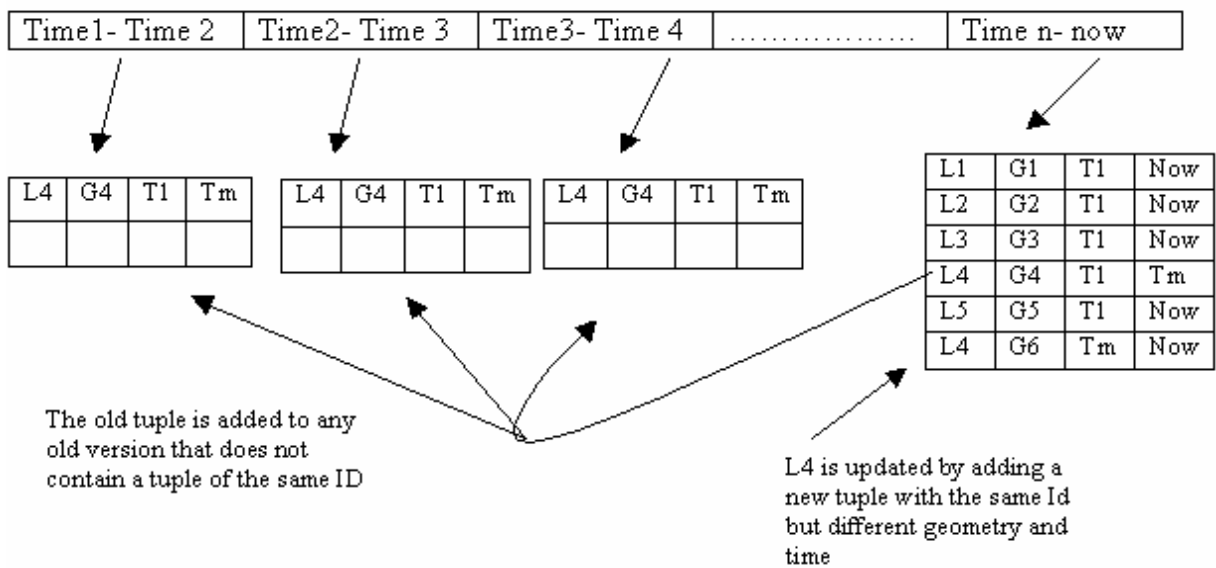 Time1- Time 2 Time2- Time 3 Time3- Time 4 ……………… Time n- now
L4 G4 T1 Tm
L4 G4 T1 Tm
L4 G4 T1 Tm
L1 G1 T1 Now
L2 G2 T1 Now
L3 G3 T1 Now
L4 G4 T1 Tm
L5 G5 T1 Now
L4 G6 Tm Now
The old tuple is added to any
old version that does not
contain a tuple of the same ID
L4 is updated by adding a
new tuple with the same Id
but different geometry and
time